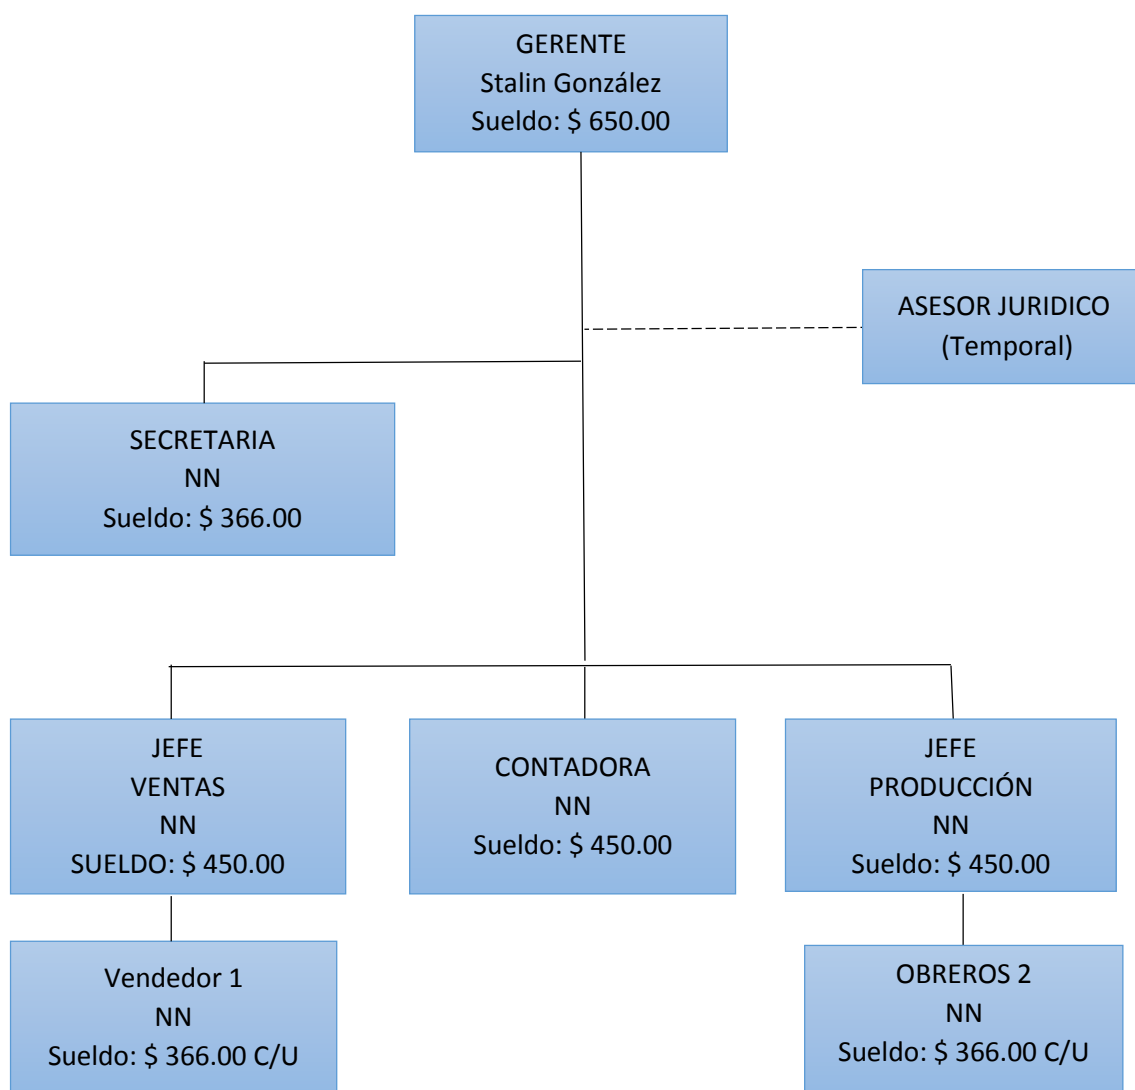 GERENTE
Stalin González
Sueldo: $ 650.00
ASESOR JURIDICO
(Temporal)
SECRETARIA
NN
Sueldo: $ 366.00
JEFE
VENTAS
NN
SUELDO: $ 450.00
CONTADORA
NN
Sueldo: $ 450.00
JEFE
PRODUCCIÓN
NN
Sueldo: $ 450.00
Vendedor 1
NN
Sueldo: $ 366.00 C/U
OBREROS 2
NN
Sueldo: $ 366.00 C/U